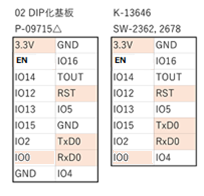 02 DIP化基板
P-09715△
3.3V GND
EN IO16
IO14 TOUT
IO12 RST
IO13 IO5
IO15 GND
IO2 TxD0
IO0 RxD0
GND IO4
K-13646
SW-2362, 2678
3.3V GND
EN IO16
IO14 TOUT
IO12 RST
IO13 IO5
IO15 TxD0
IO2 RxD0
IO0 IO4